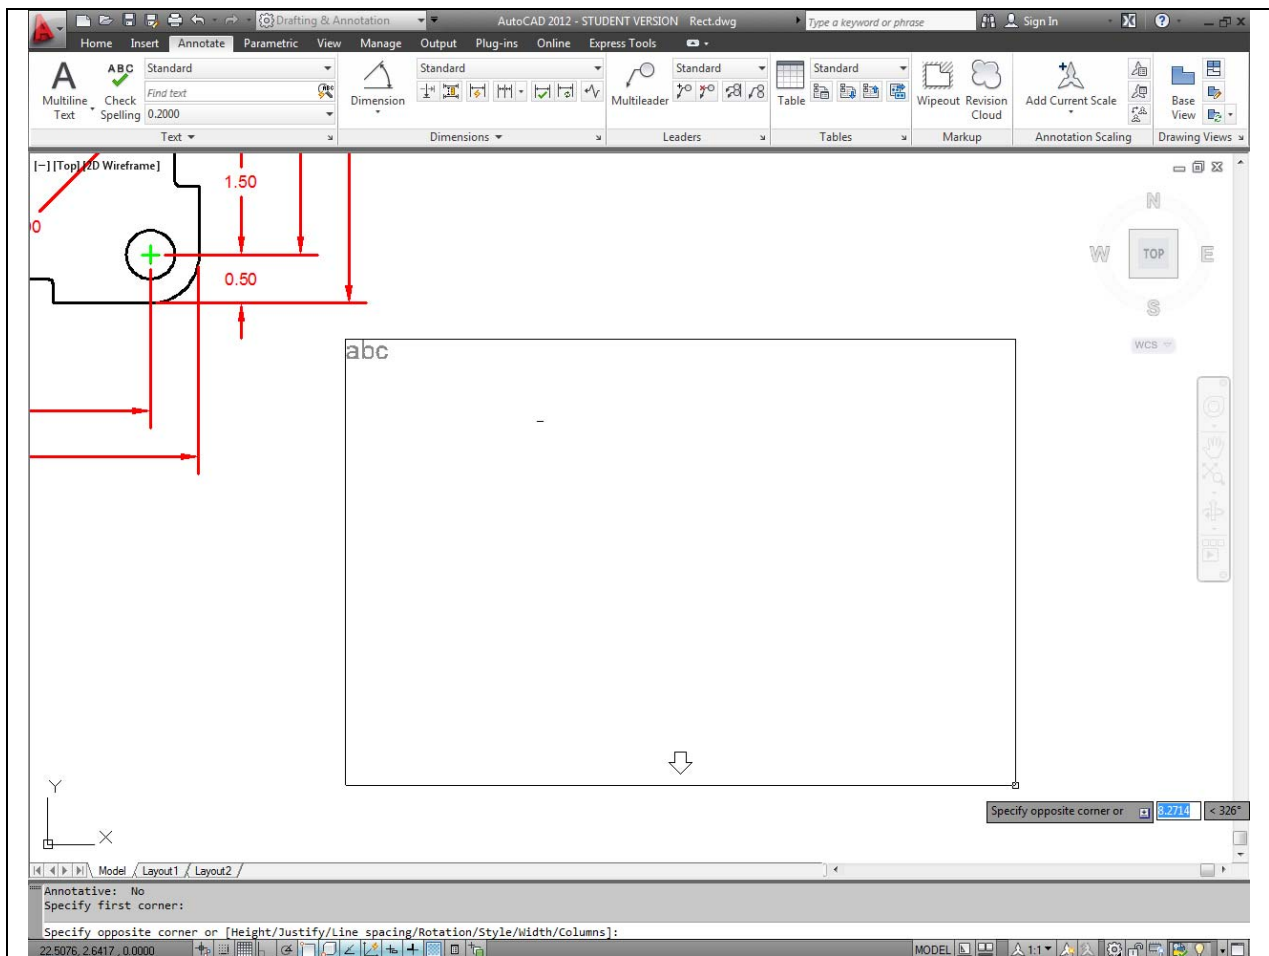 Drafting & Annotation AutoCAD 2012 - STUDENT VERSION Rect.dwg Type a keyword or phrase Sign In
Home Insert Annotate Parametric View Manage Output Plug-ins Online Express Tools
A ABC Standard Standard Standard Standard
Find text
Multiline Text Check Spelling 0.2000 Dimension Multileader Table Wipeout Revision Cloud Add Current Scale Base View
Text Dimensions Leaders Tables Markup Annotation Scaling Drawing Views
[−] [Top] [2D Wireframe]
1.50
N
W TOP E
0.50
S
WCS
abc
Specify opposite corner or 8.2714 < 326°
Y
X
Model Layout1 Layout2
Annotative: No
Specify first corner:
Specify opposite corner or [Height/Justify/Line spacing/Rotation/Style/Width/Columns]:
22.5076, 2.6417, 0.0000 MODEL 1:1